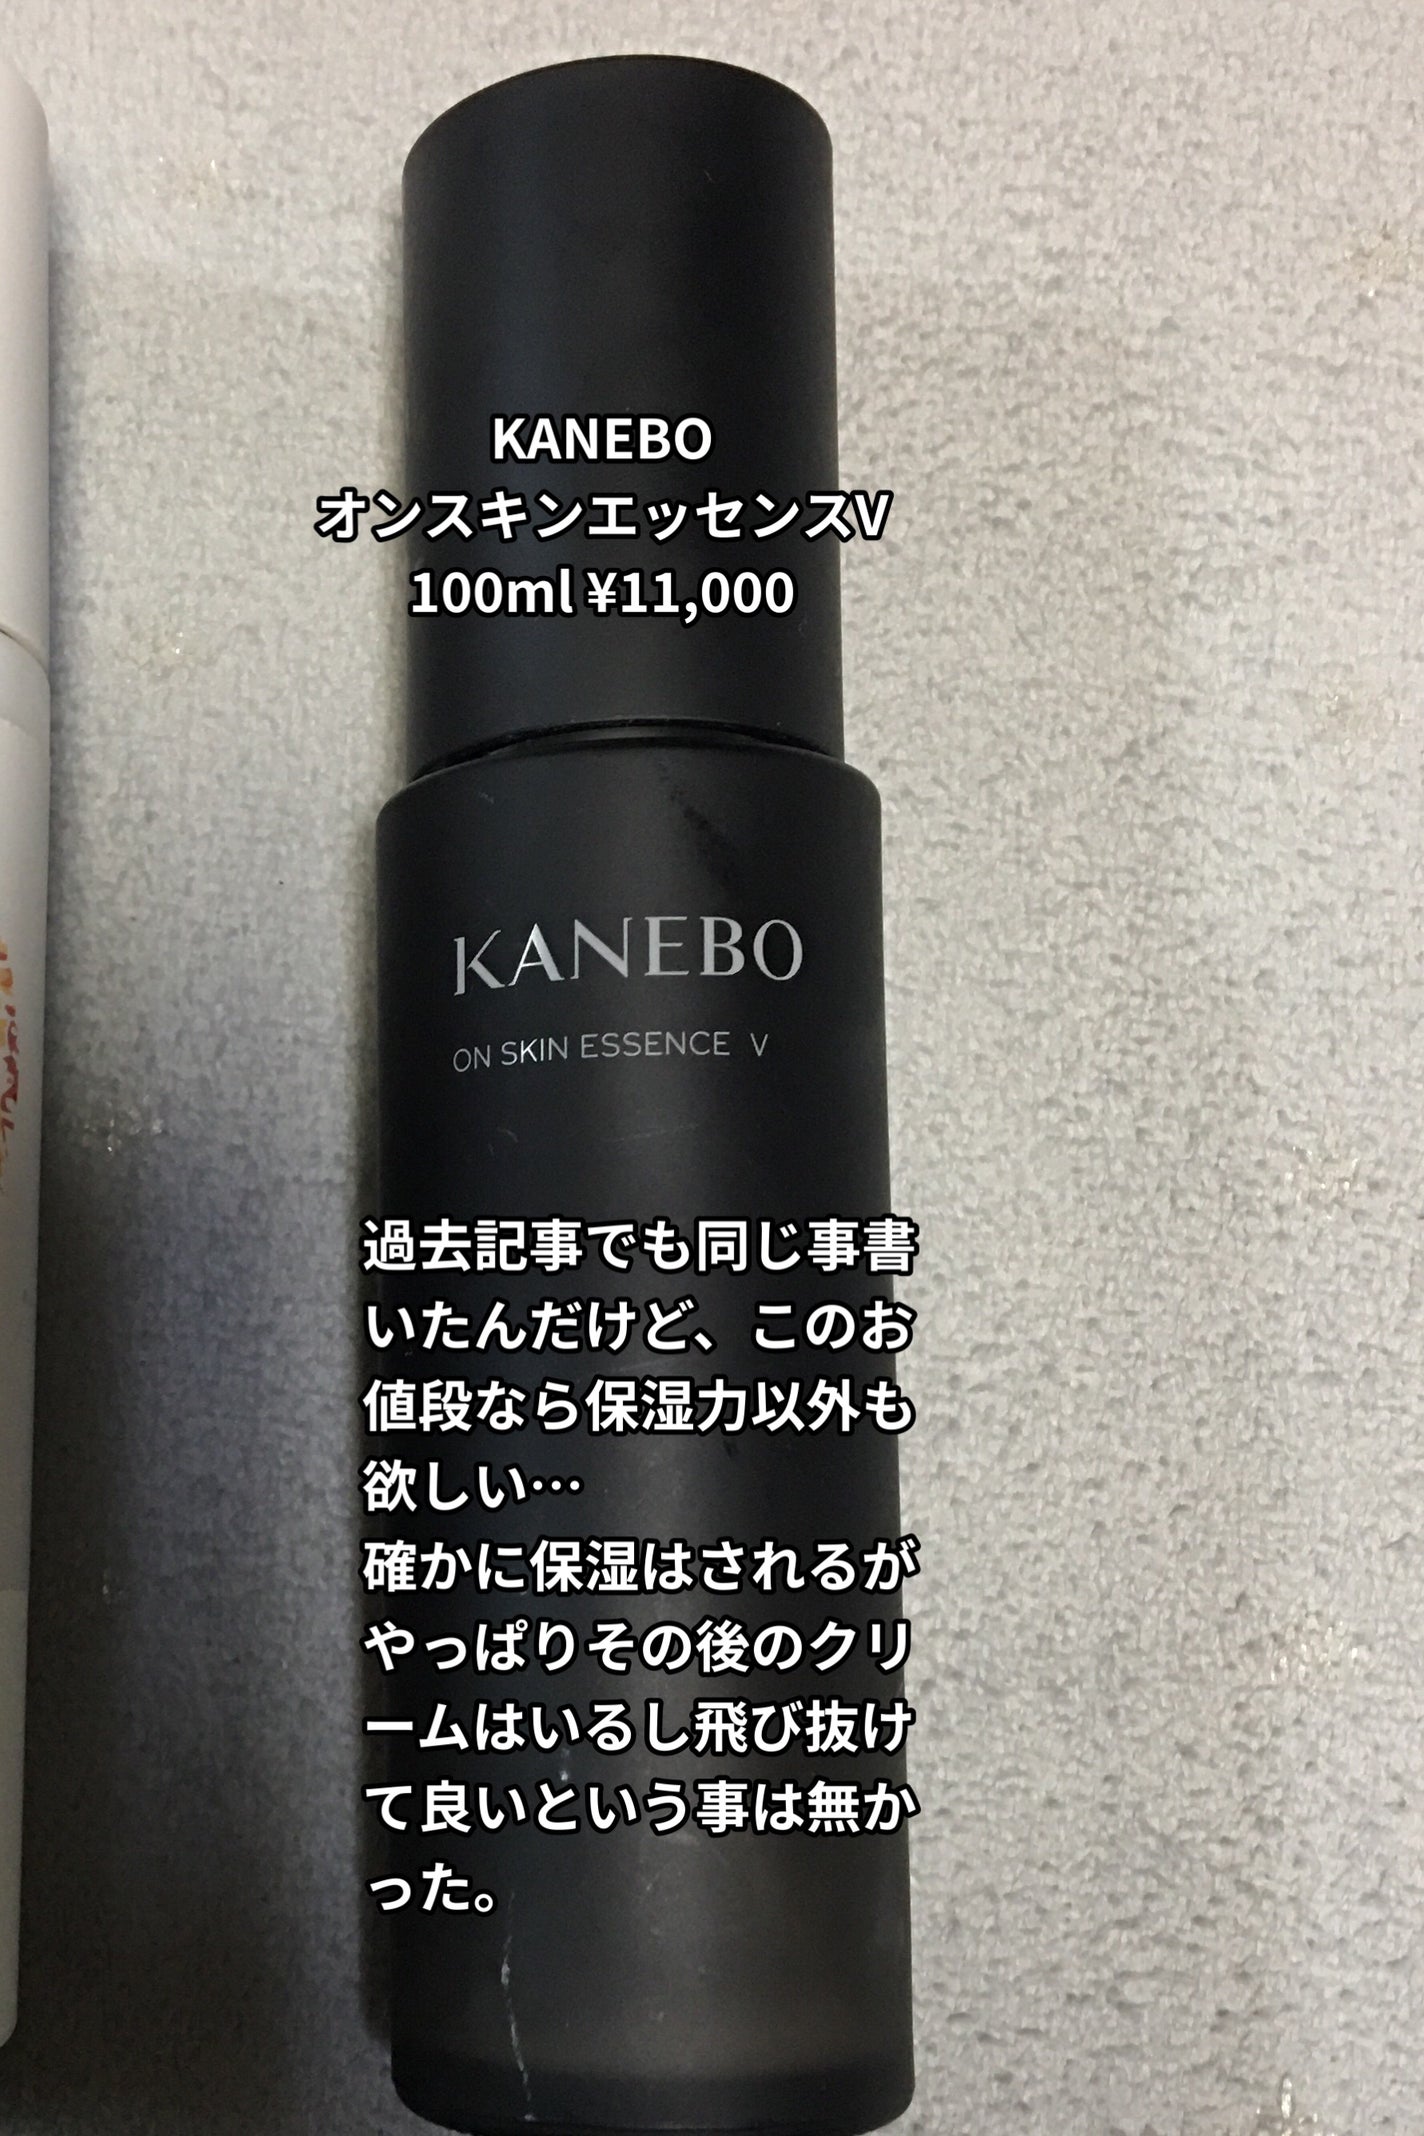 KANEBO
オンスキンエッセンスV
100ml ¥11,000
KANEBO
ON SKIN ESSENCE V
過去記事でも同じ事書
いたんだけど、このお
値段なら保湿力以外も
欲しい…
確かに保湿はされるが
やっぱりその後のクリ
ームはいるし飛び抜け
て良いという事は無か
った。